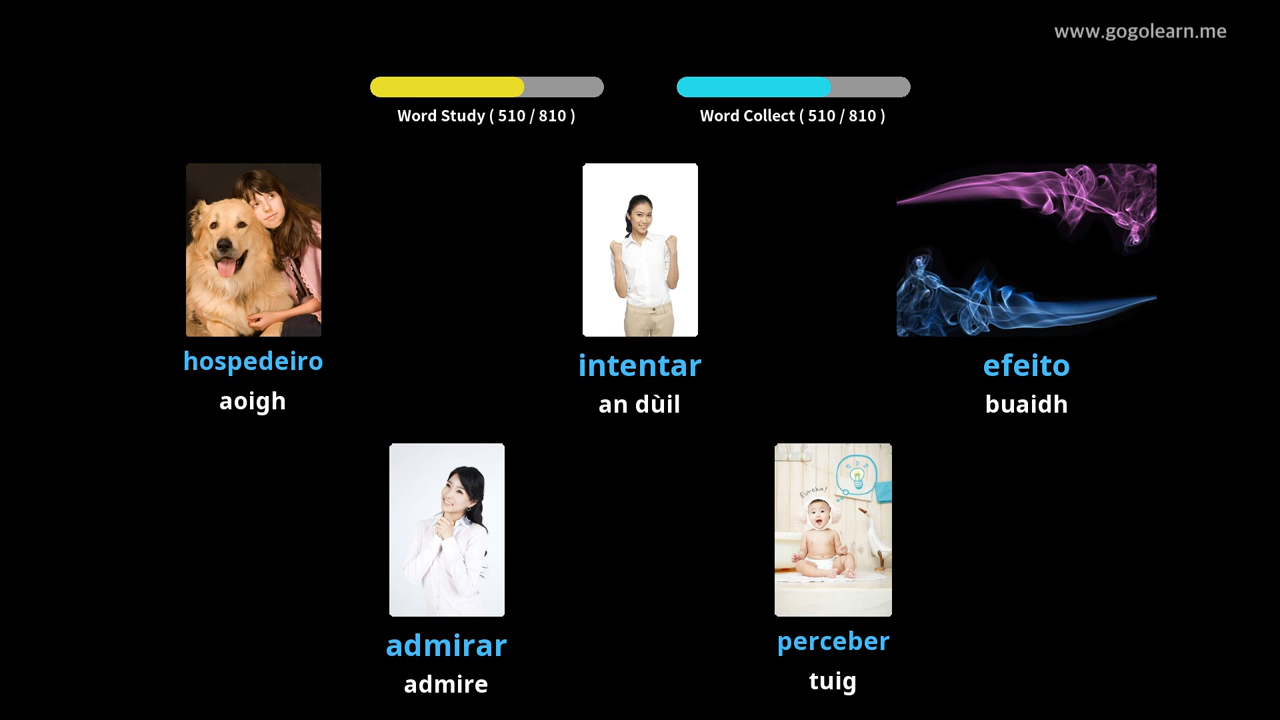 www.gogolearn.me
Word Study ( 510 / 810 )
Word Collect ( 510 / 810 )
hospedeiro
aoigh
intentar
an dùil
efeito
buaidh
Eureka!
admirar
admire
perceber
tuig